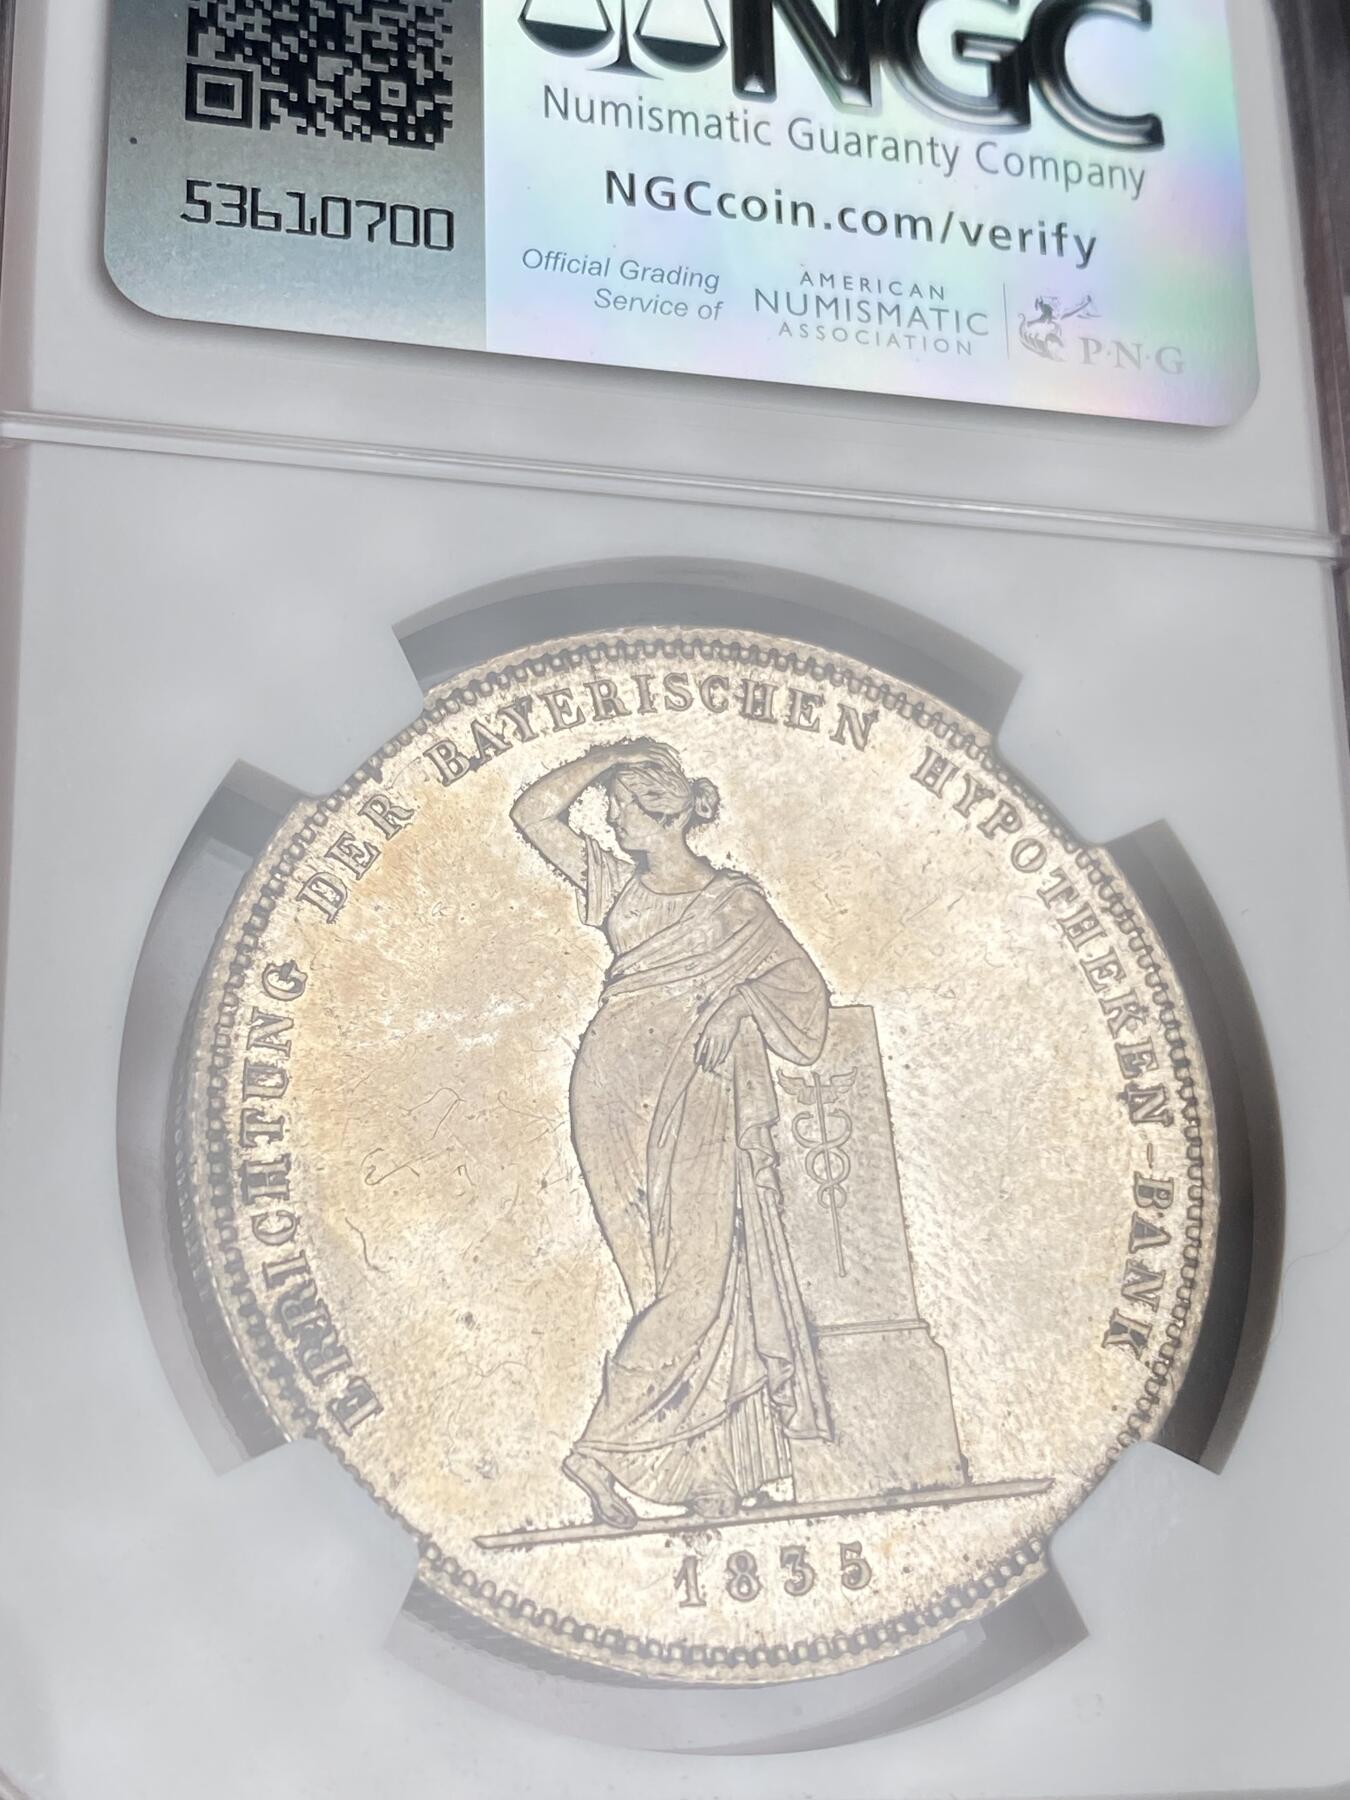 NGC
Numismatic Guaranty Company
NGCcoin.com/verify
53610700
Official Grading
Service of
AMERICAN
NUMISMATIC
ASSOCIATION
P·N·G
ERRICHTUNG DER BAYERISCHEN HYPOTHEKEN-BANK
1835